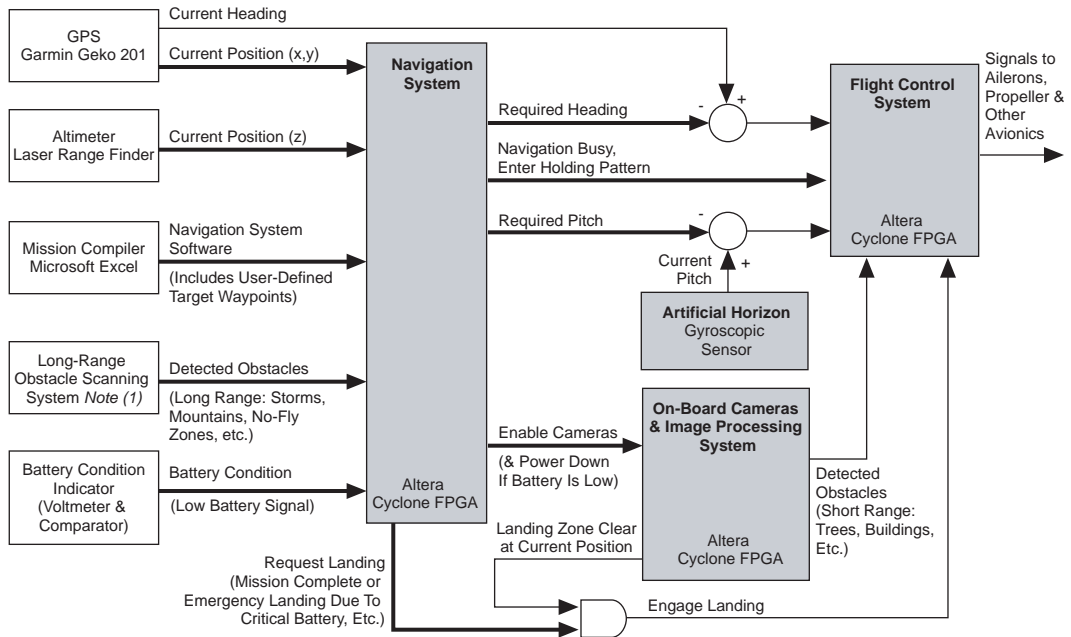 Current Heading
GPS
Garmin Geko 201
Current Position (x,y)
Altimeter
Laser Range Finder
Current Position (z)
Mission Compiler
Microsoft Excel
Navigation System
Software
(Includes User-Defined
Target Waypoints)
Long-Range
Obstacle Scanning
System Note (1)
Detected Obstacles
(Long Range: Storms,
Mountains, No-Fly
Zones, etc.)
Battery Condition
Indicator
(Voltmeter &
Comparator)
Battery Condition
(Low Battery Signal)
Navigation
System
Altera
Cyclone FPGA
Required Heading
-
+
Navigation Busy,
Enter Holding Pattern
Required Pitch
-
+
Current
Pitch
Artificial Horizon
Gyroscopic
Sensor
Enable Cameras
(& Power Down
If Battery Is Low)
On-Board Cameras
& Image Processing
System
Altera
Cyclone FPGA
Landing Zone Clear
at Current Position
Request Landing
(Mission Complete or
Emergency Landing Due To
Critical Battery, Etc.)
Engage Landing
Detected
Obstacles
(Short Range:
Trees, Buildings,
Etc.)
Flight Control
System
Altera
Cyclone FPGA
Signals to
Ailerons,
Propeller &
Other
Avionics